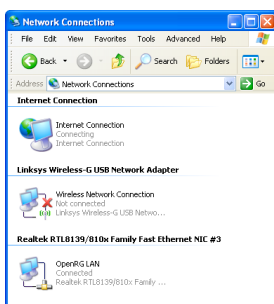 Network Connections
File Edit View Favorites Tools Advanced Help
Back Search Folders
Address Network Connections Go
Internet Connection
Internet Connection
Connecting
Internet Connection
Linksys Wireless-G USB Network Adapter
Wireless Network Connection
Not connected
Linksys Wireless-G USB Netwo...
Realtek RTL8139/810x Family Fast Ethernet NIC #3
OpenRG LAN
Connected
Realtek RTL8139/810x Family ...